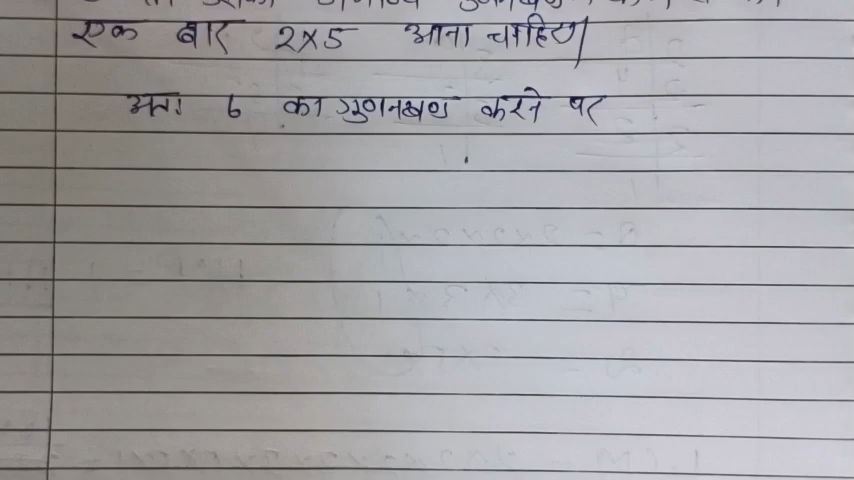 एक बार 2×5 आना चाहिए।
अतः 6 का गुणनखण्ड करने पर